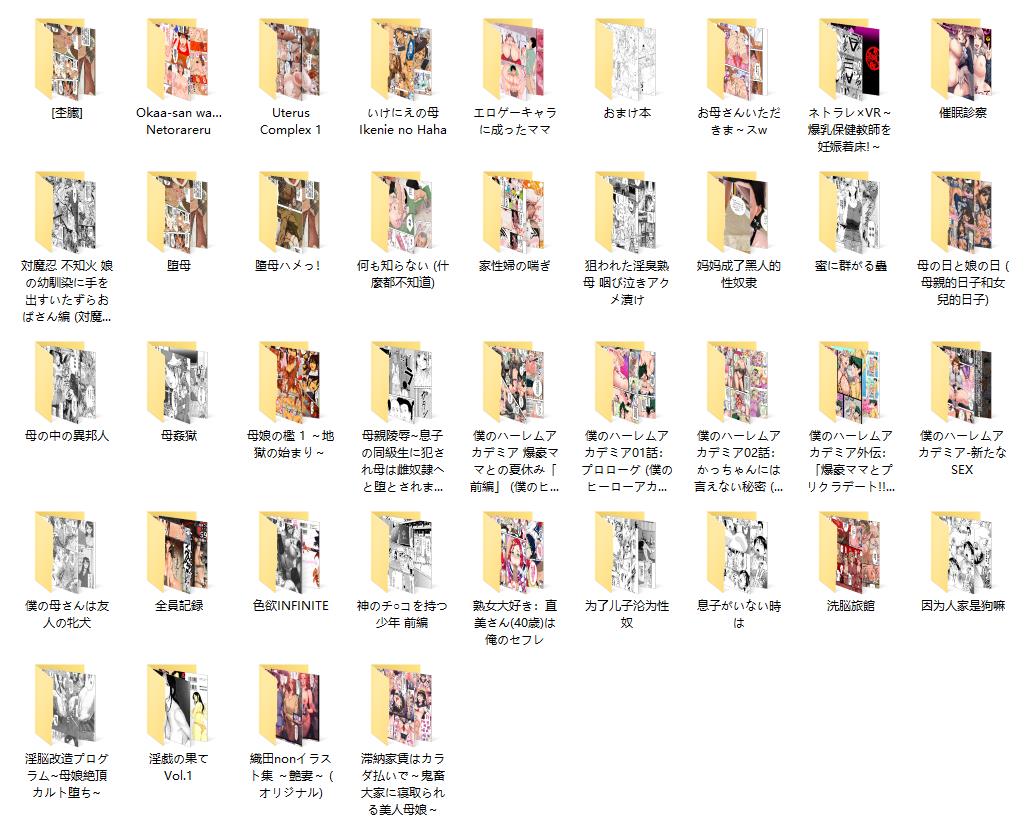 [杢臓]
Okaa-san wa...
Netorareru
Uterus
Complex 1
いけにえの母
Ikenie no Haha
エロゲーキャラ
に成ったママ
おまけ本
お母さんいただ
きま～スw
ネトラレ×VR～
爆乳保健教師を
妊娠着床!～
催眠診察
対魔忍 不知火 娘
の幼馴染に手を
出すいたずらお
ばさん編 (対魔...
堕母
墮母ハメっ!
何も知らない (什
麼都不知道)
家性婦の喘ぎ
狙われた淫臭熟
母 咽び泣きアク
メ漬け
妈妈成了黑人的
性奴隶
蜜に群がる蟲
母の日と娘の日 (
母親的日子和女
兒的日子)
母の中の異邦人
母姦獄
母娘の檻 1 ～地
獄の始まり～
母親陵辱~息子
の同級生に犯さ
れ母は雌奴隷へ
と堕とされま...
僕のハーレムア
カデミア 爆豪マ
マとの夏休み「
前編」 (僕のヒ...
僕のハーレムア
カデミア01話:
プロローグ (僕の
ヒーローアカ...
僕のハーレムア
カデミア02話:
かっちゃんには
言えない秘密 (...
僕のハーレムア
カデミア外伝:
「爆豪ママとプ
リクラデート!!...
僕のハーレムア
カデミア-新たな
SEX
僕の母さんは友
人の牝犬
全員記録
色欲INFINITE
神のチ○コを持つ
少年 前編
熟女大好き：直
美さん(40歳)は
俺のセフレ
为了儿子沦为性
奴
息子がいない時
は
洗脳旅館
因为人家是狗嘛
淫脳改造プログ
ラム~母娘絶頂
カルト堕ち~
淫戯の果て
Vol.1
織田nonイラス
ト集 ～艶妻～ (
オリジナル)
滞納家賃はカラ
ダ払いで～鬼畜
大家に寝取られ
る美人母娘～